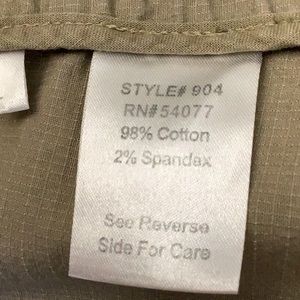 STYLE# 904
RN#54077
98% Cotton
2% Spandex
See Reverse
Side For Care